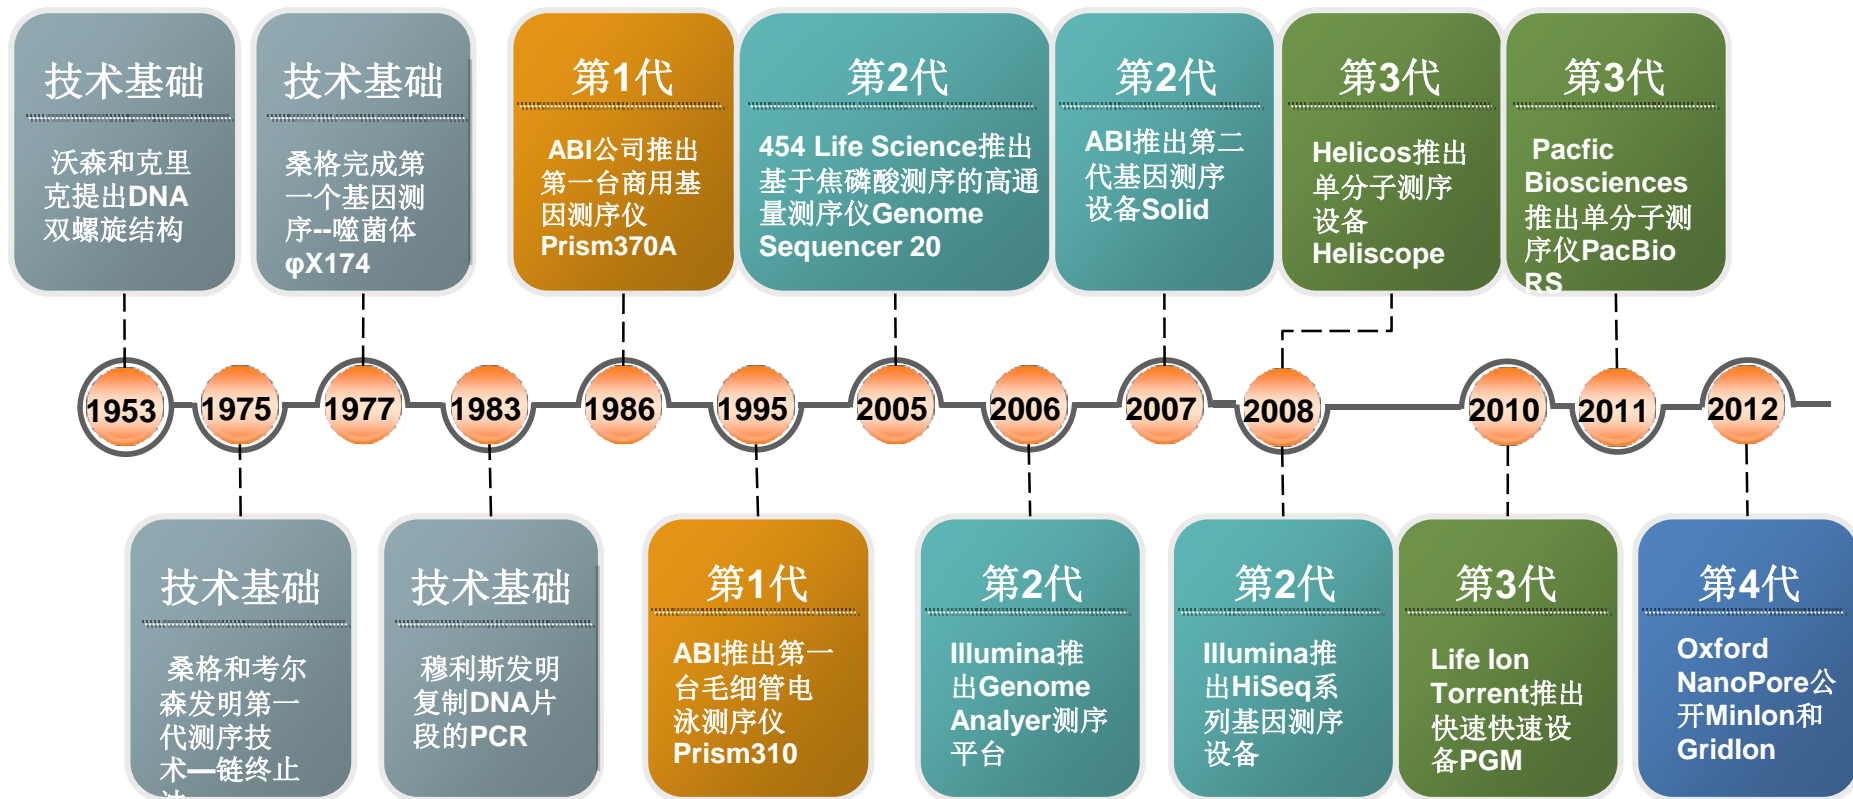 技术基础
沃森和克里
克提出DNA
双螺旋结构
技术基础
桑格完成第
一个基因测
序--噬菌体
φX174
第1代
ABI公司推出
第一台商用基
因测序仪
Prism370A
第2代
454 Life Science推出
基于焦磷酸测序的高通
量测序仪Genome
Sequencer 20
第2代
ABI推出第二
代基因测序
设备Solid
第3代
Helicos推出
单分子测序
设备
Heliscope
第3代
Pacfic
Biosciences
推出单分子测
序仪PacBio
RS
1953
1975
1977
1983
1986
1995
2005
2006
2007
2008
2010
2011
2012
技术基础
桑格和考尔
森发明第一
代测序技
术—链终止
技术基础
穆利斯发明
复制DNA片
段的PCR
第1代
ABI推出第一
台毛细管电
泳测序仪
Prism310
第2代
Illumina推
出Genome
Analyer测序
平台
第2代
Illumina推
出HiSeq系
列基因测序
设备
第3代
Life Ion
Torrent推出
快速快速设
备PGM
第4代
Oxford
NanoPore公
开MinIon和
GridIon